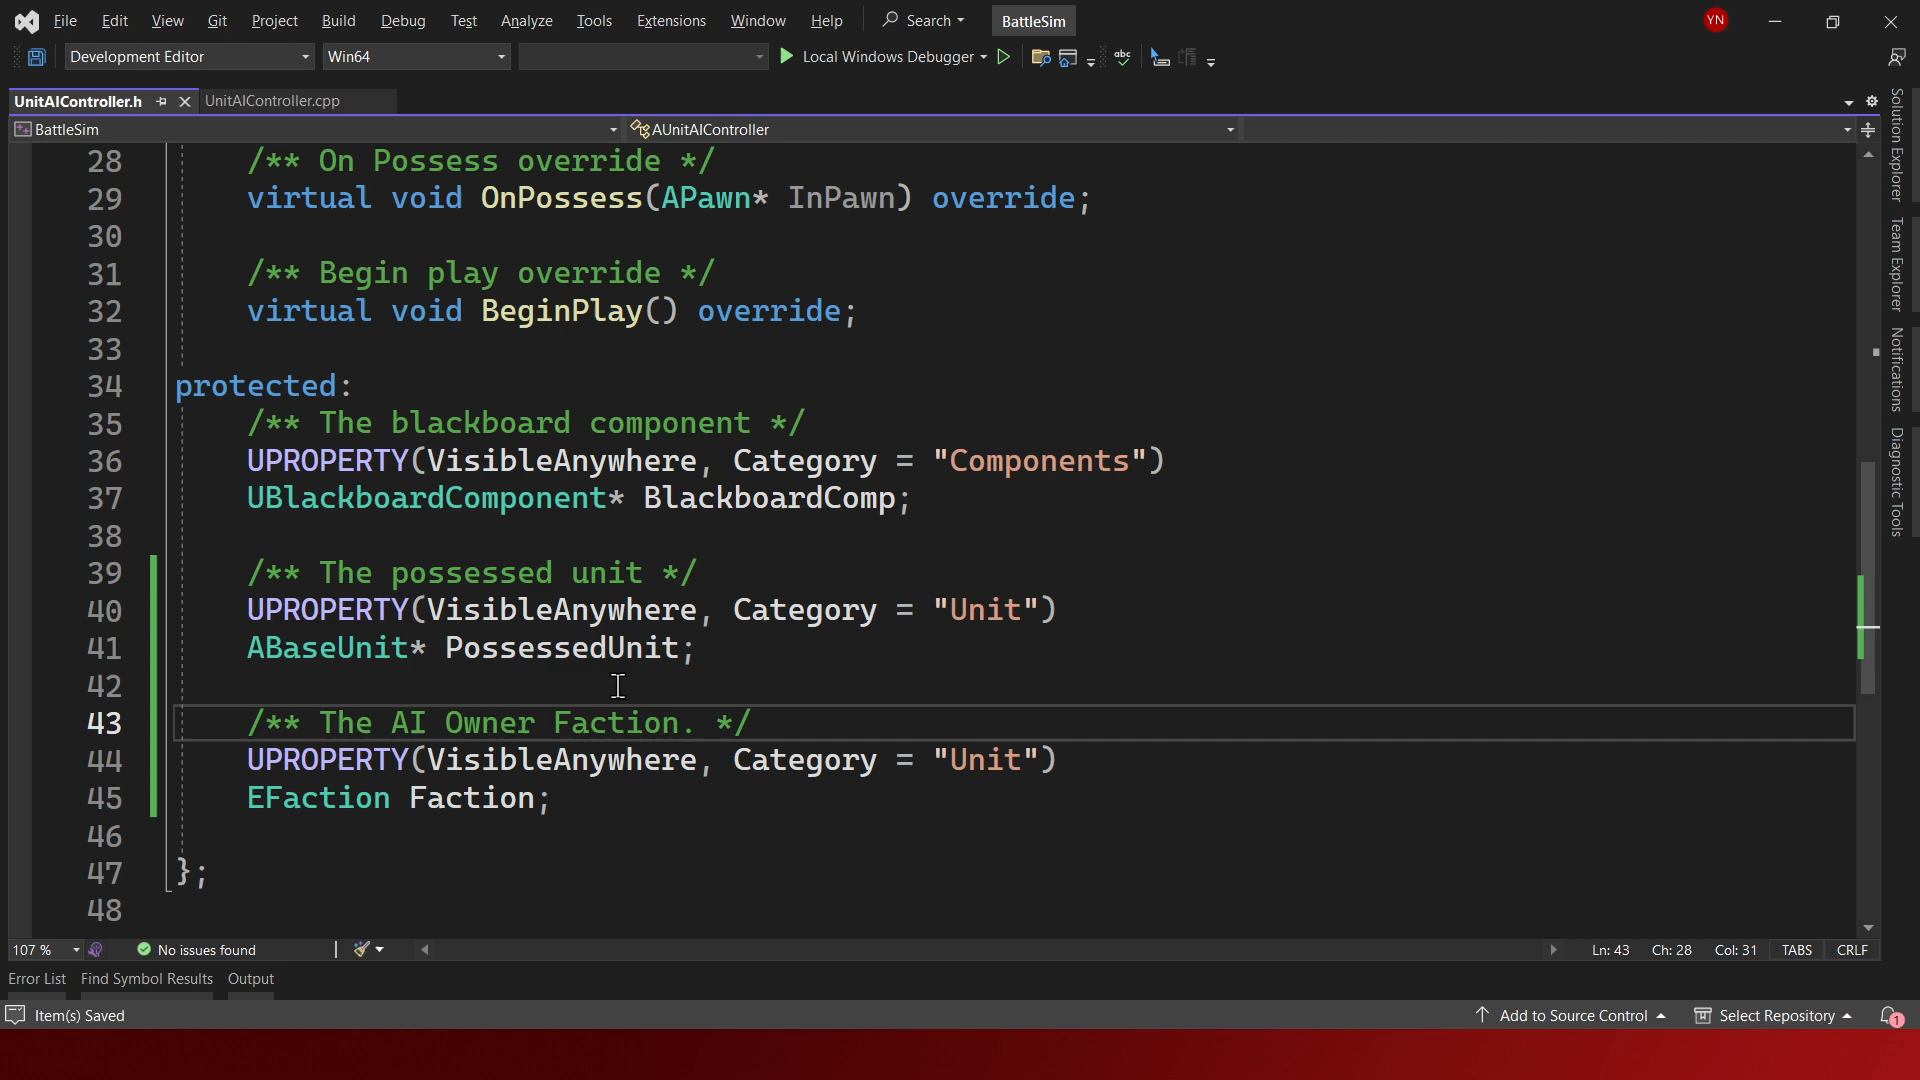 File Edit View Git Project Build Debug Test Analyze Tools Extensions Window Help Search BattleSim YN
Development Editor Win64 Local Windows Debugger abc
UnitAIController.h UnitAIController.cpp
BattleSim AUnitAIController
28 /** On Possess override */
29 virtual void OnPossess(APawn* InPawn) override;
30
31 /** Begin play override */
32 virtual void BeginPlay() override;
33
34 protected:
35 /** The blackboard component */
36 UPROPERTY(VisibleAnywhere, Category = "Components")
37 UBlackboardComponent* BlackboardComp;
38
39 /** The possessed unit */
40 UPROPERTY(VisibleAnywhere, Category = "Unit")
41 ABaseUnit* PossessedUnit;
42
43 /** The AI Owner Faction. */
44 UPROPERTY(VisibleAnywhere, Category = "Unit")
45 EFaction Faction;
46
47 };
48
Solution Explorer
Team Explorer
Notifications
Diagnostic Tools
107 % No issues found Ln: 43 Ch: 28 Col: 31 TABS CRLF
Error List Find Symbol Results Output
Item(s) Saved Add to Source Control Select Repository 1